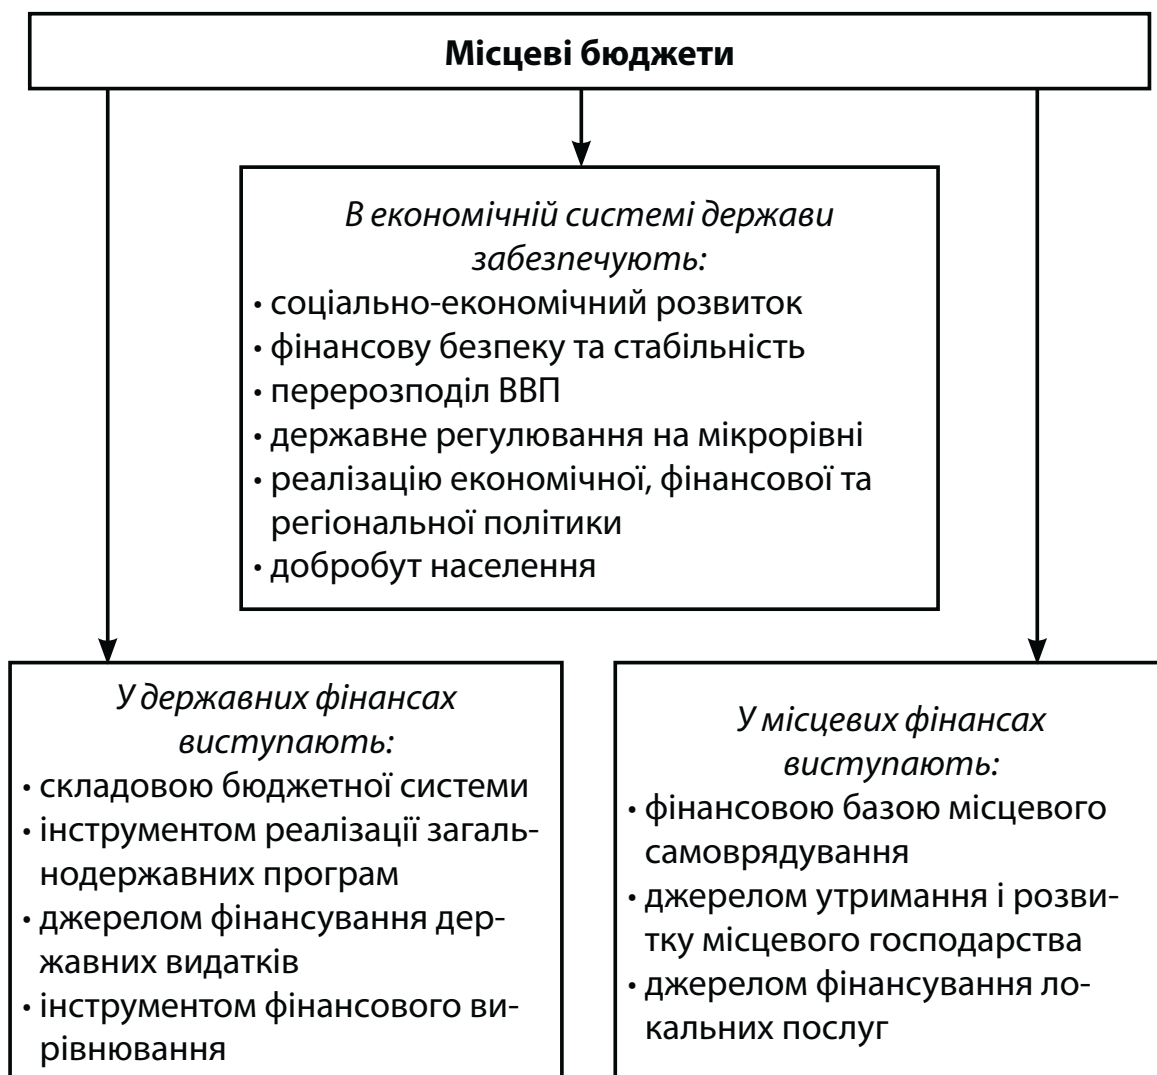 Місцеві бюджети
В економічній системі держави
забезпечують:
• соціально-економічний розвиток
• фінансову безпеку та стабільність
• перерозподіл ВВП
• державне регулювання на мікрорівні
• реалізацію економічної, фінансової та
регіональної політики
• добробут населення
У державних фінансах
виступають:
• складовою бюджетної системи
• інструментом реалізації загаль-
нодержавних програм
• джерелом фінансування дер-
жавних видатків
• інструментом фінансового ви-
рівнювання
У місцевих фінансах
виступають:
• фінансовою базою місцевого
самоврядування
• джерелом утримання і розви-
тку місцевого господарства
• джерелом фінансування ло-
кальних послуг